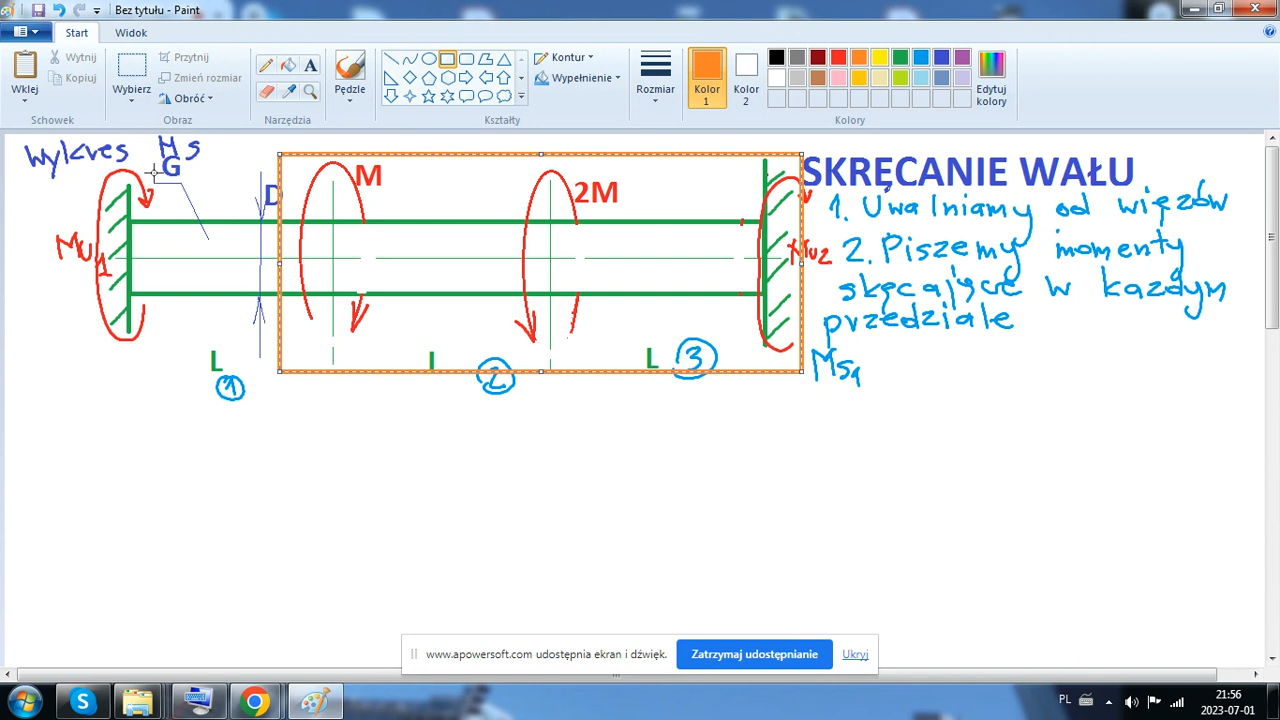 Bez tytułu - Paint
Start
Widok
Wklej
Wytnij
Kopiuj
Schowek
Wybierz
Przytnij
Zmień rozmiar
Obróć
Obraz
Narzędzia
Pędzle
Kontur
Wypełnienie
Kształty
Rozmiar
Kolor 1
Kolor 2
Edytuj kolory
Kolory
Wykres Ms
G
D
M
2M
SKRĘCANIE WAŁU
1. Uwalniamy od więzów
2. Piszemy momenty
skęcające w każdym
przedziale
Ms1
Mu1
Mu2
L
L
L
1
2
3
www.apowersoft.com udostępnia ekran i dźwięk.
Zatrzymaj udostępnianie
Ukryj
PL
21:56
2023-07-01